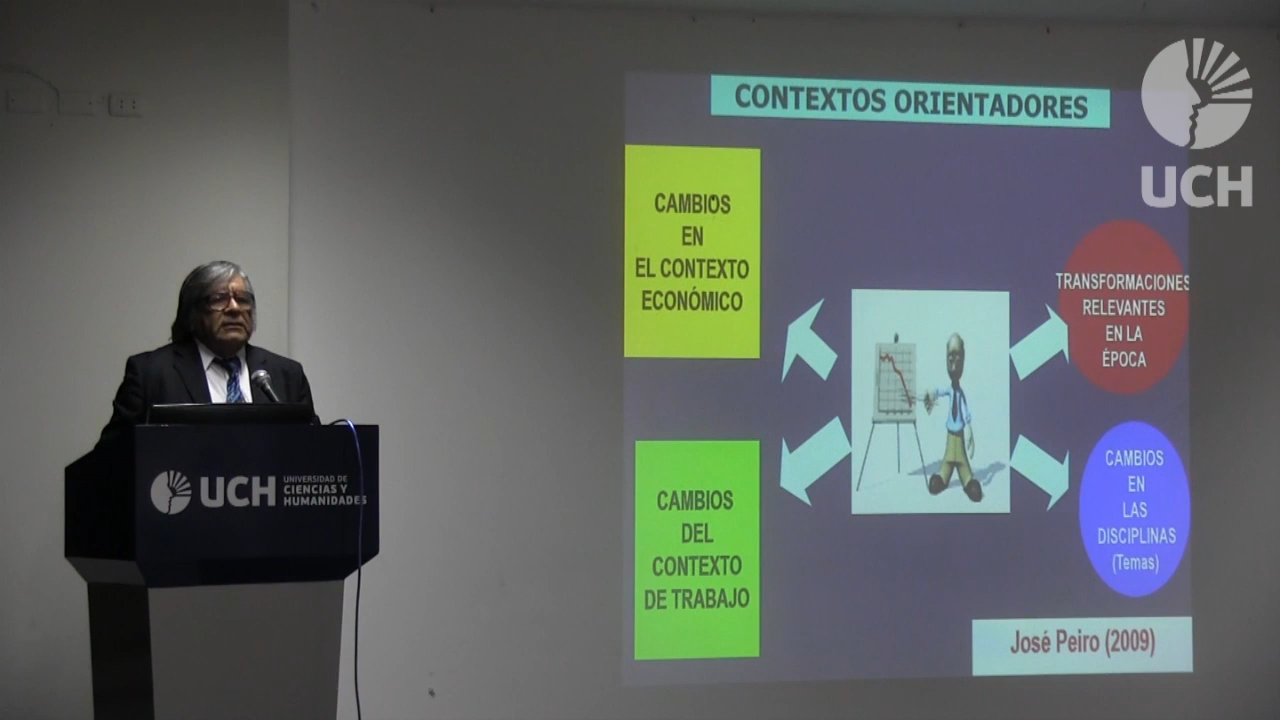 UCH
CONTEXTOS ORIENTADORES
CAMBIOS
EN
EL CONTEXTO
ECONÓMICO
TRANSFORMACIONES
RELEVANTES
EN LA
ÉPOCA
CAMBIOS
DEL
CONTEXTO
DE TRABAJO
CAMBIOS
EN
LAS
DISCIPLINAS
(Temas)
José Peiro (2009)
UCH
UNIVERSIDAD DE
CIENCIAS Y
HUMANIDADES